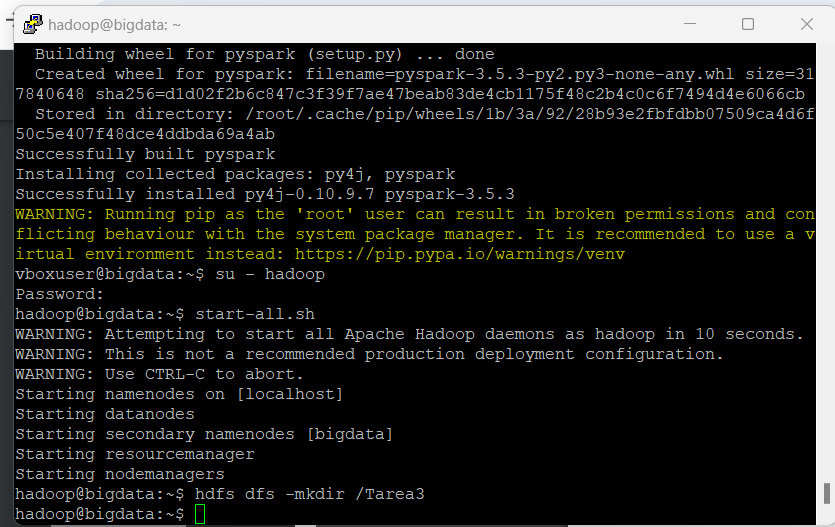 hadoop@bigdata: ~
  Building wheel for pyspark (setup.py) ... done
  Created wheel for pyspark: filename=pyspark-3.5.3-py2.py3-none-any.whl size=31
7840648 sha256=d1d02f2b6c847c3f39f7ae47beab83de4cb1175f48c2b4c0c6f7494d4e6066cb
  Stored in directory: /root/.cache/pip/wheels/1b/3a/92/28b93e2fbfdbb07509ca4d6f
50c5e407f48dce4ddbda69a4ab
Successfully built pyspark
Installing collected packages: py4j, pyspark
Successfully installed py4j-0.10.9.7 pyspark-3.5.3
WARNING: Running pip as the 'root' user can result in broken permissions and con
flicting behaviour with the system package manager. It is recommended to use a v
irtual environment instead: https://pip.pypa.io/warnings/venv
vboxuser@bigdata:~$ su - hadoop
Password:
hadoop@bigdata:~$ start-all.sh
WARNING: Attempting to start all Apache Hadoop daemons as hadoop in 10 seconds.
WARNING: This is not a recommended production deployment configuration.
WARNING: Use CTRL-C to abort.
Starting namenodes on [localhost]
Starting datanodes
Starting secondary namenodes [bigdata]
Starting resourcemanager
Starting nodemanagers
hadoop@bigdata:~$ hdfs dfs -mkdir /Tarea3
hadoop@bigdata:~$